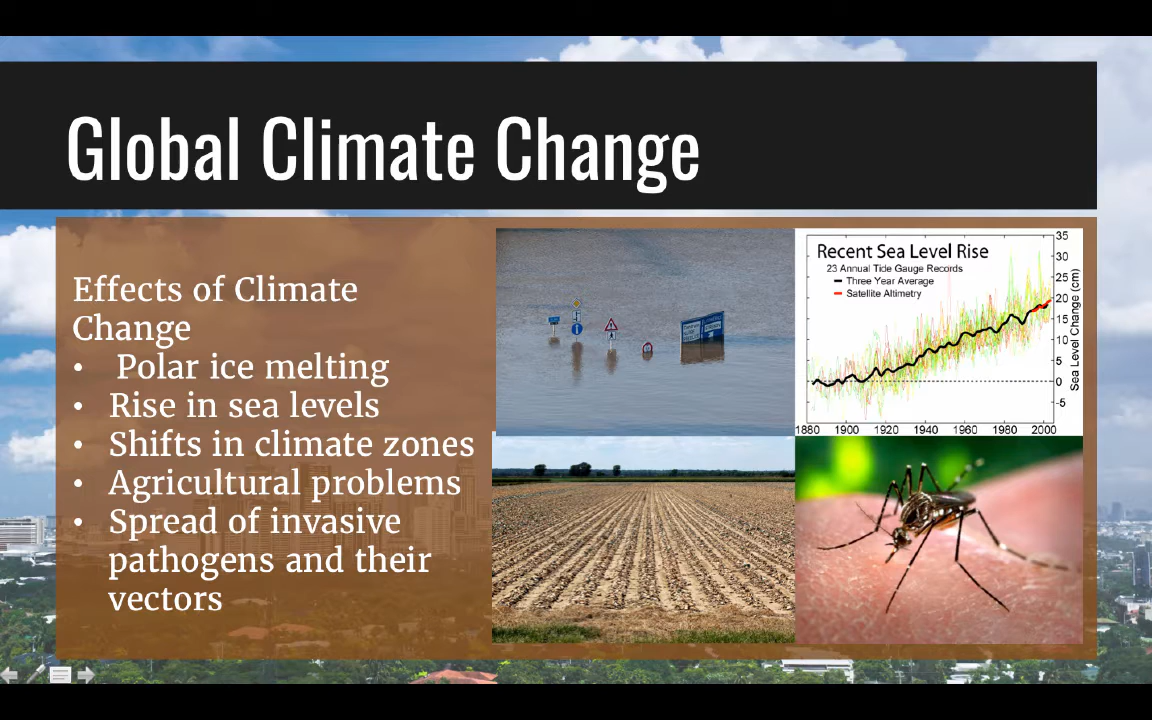 Global Climate Change
Effects of Climate
Change
• Polar ice melting
• Rise in sea levels
• Shifts in climate zones
• Agricultural problems
• Spread of invasive
pathogens and their
vectors
Recent Sea Level Rise
23 Annual Tide Gauge Records
Three Year Average
Satellite Altimetry
35
30
25
20
15
10
5
0
-5
Sea Level Change (cm)
1880 1900 1920 1940 1960 1980 2000